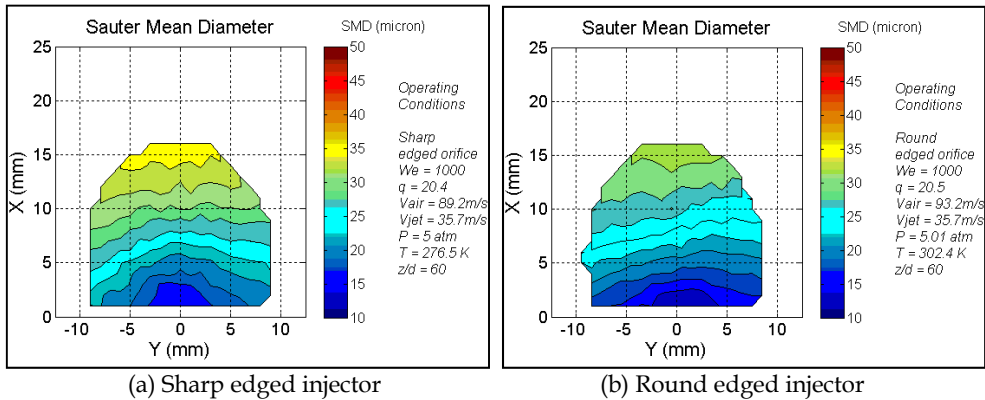 Sauter Mean Diameter
SMD (micron)
25
20
15
10
5
0
X (mm)
-10
-5
0
5
10
Y (mm)
50
45
40
35
30
25
20
15
10
Operating
Conditions
Sharp
edged orifice
We = 1000
q = 20.4
Vair = 89.2m/s
Vjet = 35.7m/s
P = 5 atm
T = 276.5 K
z/d = 60
(a) Sharp edged injector
Sauter Mean Diameter
SMD (micron)
25
20
15
10
5
0
X (mm)
-10
-5
0
5
10
Y (mm)
50
45
40
35
30
25
20
15
10
Operating
Conditions
Round
edged orifice
We = 1000
q = 20.5
Vair = 93.2m/s
Vjet = 35.7m/s
P = 5.01 atm
T = 302.4 K
z/d = 60
(b) Round edged injector